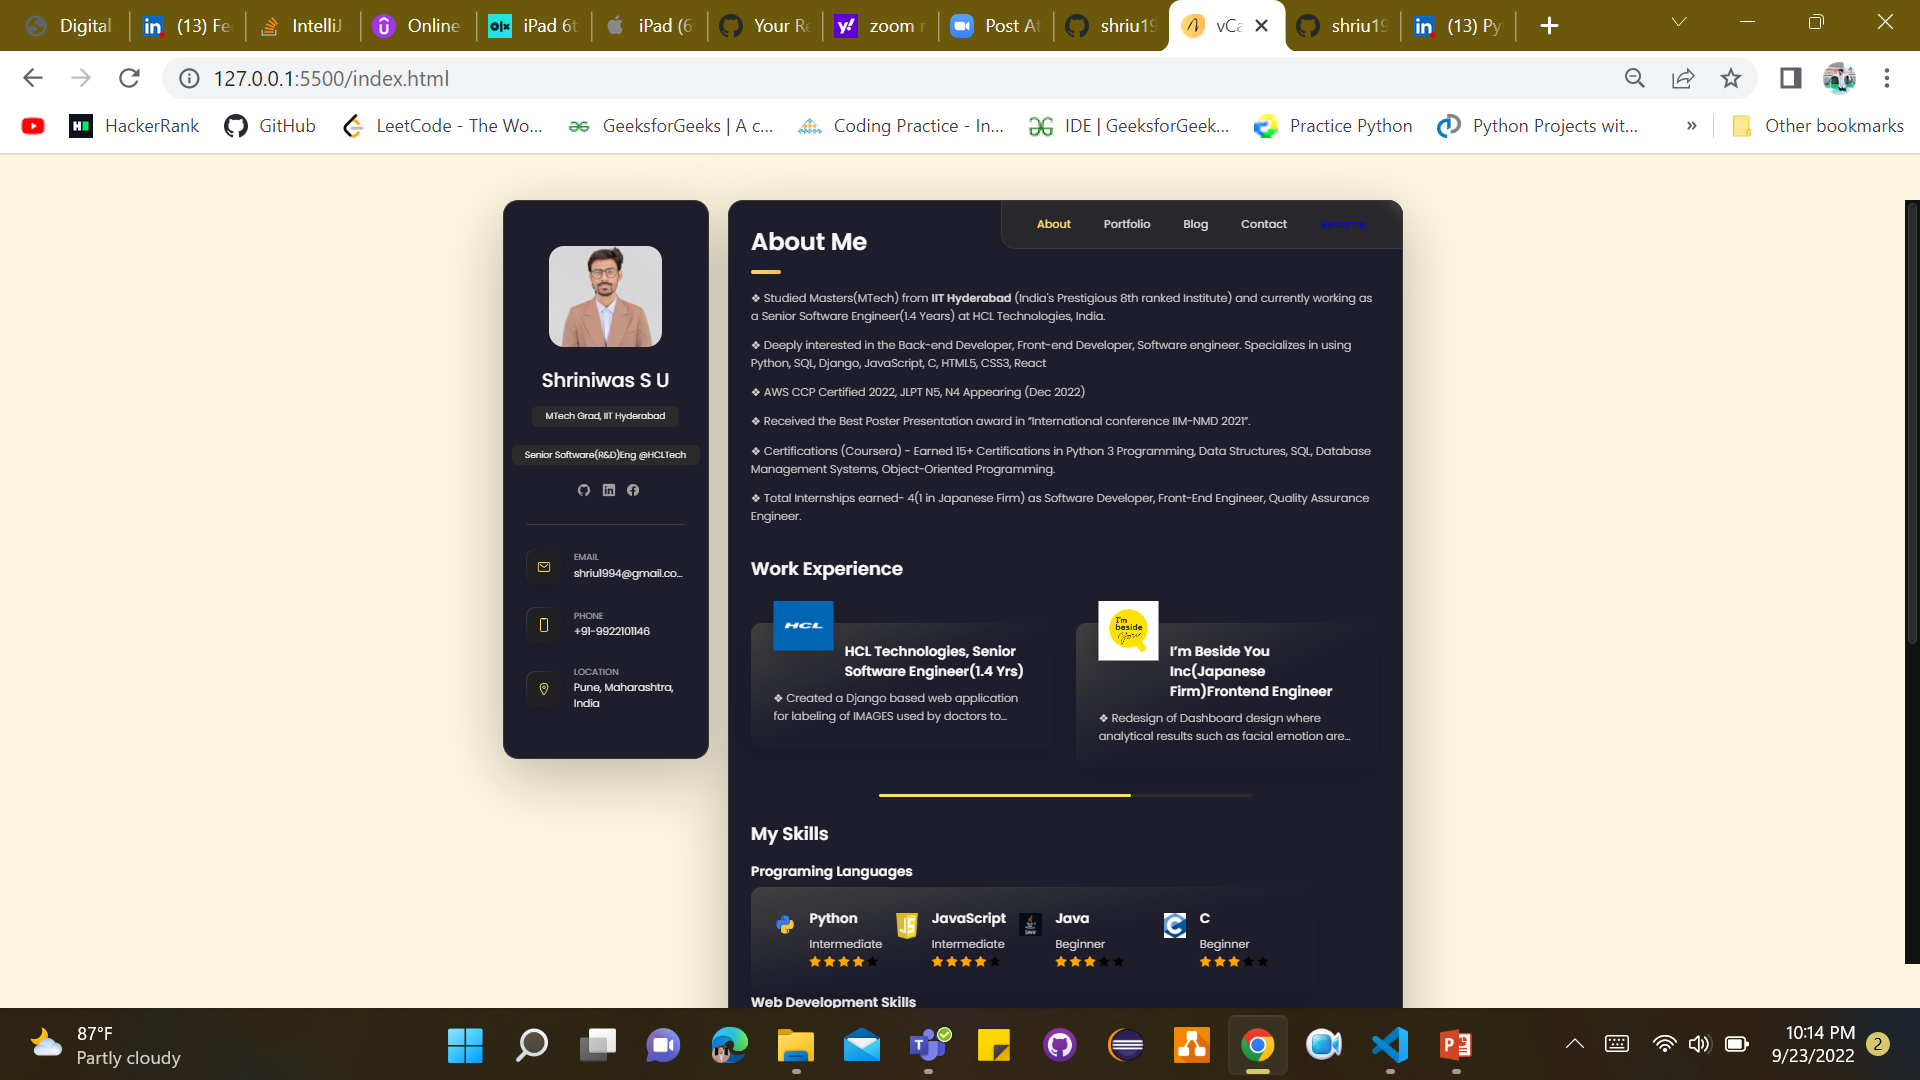 Digital
(13) Fe
IntelliJ
Online
olx
iPad 6t
iPad (6
Your Re
zoom r
Post At
shriu19
vCa
shriu19
(13) Py
127.0.0.1:5500/index.html
HackerRank
GitHub
LeetCode - The Wo...
GeeksforGeeks | A c...
Coding Practice - In...
IDE | GeeksforGeek...
Practice Python
Python Projects wit...
»
Other bookmarks
Shriniwas S U
MTech Grad, IIT Hyderabad
Senior Software(R&D)Eng @HCLTech
EMAIL
shriu1994@gmail.co...
PHONE
+91-9922101146
LOCATION
Pune, Maharashtra,
India
About
Portfolio
Blog
Contact
Resume
About Me
❖ Studied Masters(MTech) from IIT Hyderabad (India's Prestigious 8th ranked Institute) and currently working as
a Senior Software Engineer(1.4 Years) at HCL Technologies, India.
❖ Deeply interested in the Back-end Developer, Front-end Developer, Software engineer. Specializes in using
Python, SQL, Django, JavaScript, C, HTML5, CSS3, React
❖ AWS CCP Certified 2022, JLPT N5, N4 Appearing (Dec 2022)
❖ Received the Best Poster Presentation award in “International conference IIM-NMD 2021”.
❖ Certifications (Coursera) - Earned 15+ Certifications in Python 3 Programming, Data Structures, SQL, Database
Management Systems, Object-Oriented Programming.
❖ Total Internships earned- 4(1 in Japanese Firm) as Software Developer, Front-End Engineer, Quality Assurance
Engineer.
Work Experience
HCL
HCL Technologies, Senior
Software Engineer(1.4 Yrs)
❖ Created a Django based web application
for labeling of IMAGES used by doctors to...
I'm
beside
You
I’m Beside You
Inc(Japanese
Firm)Frontend Engineer
❖ Redesign of Dashboard design where
analytical results such as facial emotion are...
My Skills
Programing Languages
Python
Intermediate
JavaScript
Intermediate
Java
Beginner
C
Beginner
Web Development Skills
87°F
Partly cloudy
10:14 PM
9/23/2022
2